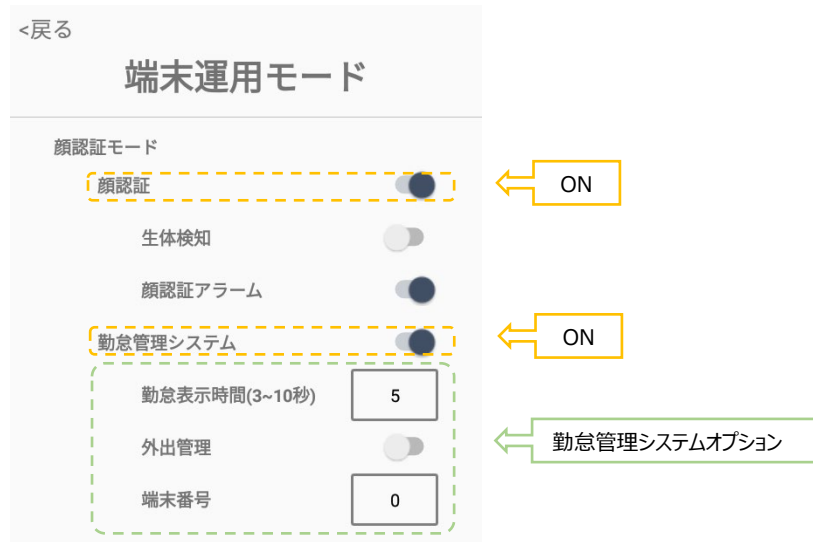 <戻る
端末運用モード
顔認証モード
顔認証
ON
生体検知
顔認証アラーム
勤怠管理システム
ON
勤怠表示時間(3~10秒)
5
外出管理
勤怠管理システムオプション
端末番号
0